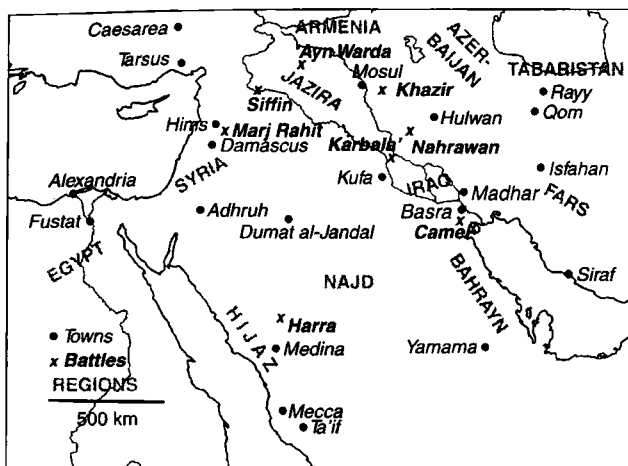 ARMENIA
Caesarea
AZER-
BAIJAN
'Ayn Warda
Tarsus
Mosul
TABARISTAN
JAZIRA
Khazir
Rayy
Siffin
Qom
Hulwan
Hims
Marj Rahit
Karbala'
Nahrawan
Damascus
SYRIA
Isfahan
Kufa
IRAQ
Alexandria
Madhar
FARS
Adhruh
Basra
Fustat
Dumat al-Jandal
Camel
EGYPT
BAHRAYN
Siraf
NAJD
HIJAZ
Harra
Towns
Medina
Yamama
Battles
REGIONS
500 km
Mecca
Ta'if